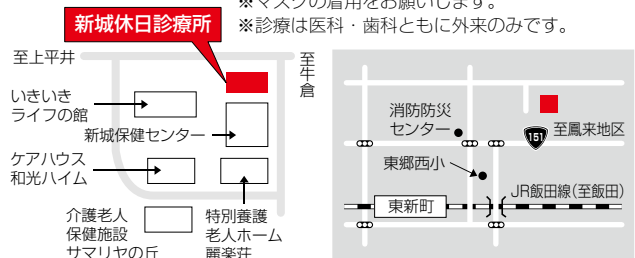 ※マスクの着用をお願いします。
※診療は医科・歯科ともに外来のみです。
新城休日診療所
至上平井
至牛倉
いきいき
ライフの館
新城保健センター
ケアハウス
和光ハイム
介護老人
保健施設
サマリヤの丘
特別養護
老人ホーム
麗楽荘
消防防災
センター
151
至鳳来地区
東郷西小
JR飯田線(至飯田)
東新町